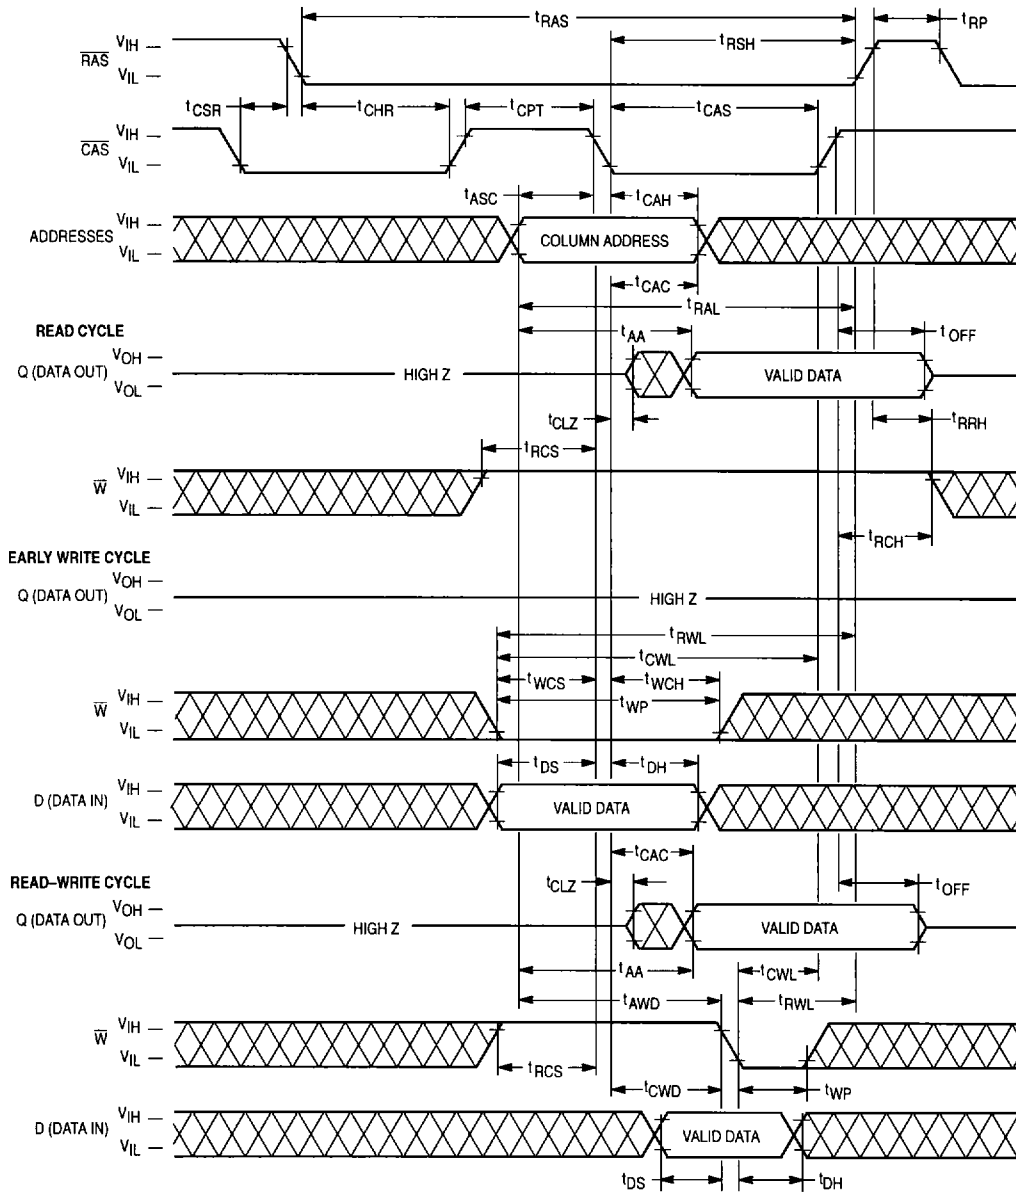 tRAS
tRP
VIH
tRSH
RAS
VIL
tCSR
tCHR
tCPT
tCAS
VIH
CAS
VIL
tASC
tCAH
VIH
ADDRESSES
COLUMN ADDRESS
VIL
tCAC
tRAL
READ CYCLE
tAA
tOFF
VOH
Q (DATA OUT)
HIGH Z
VALID DATA
VOL
tCLZ
tRRH
tRCS
VIH
W
VIL
tRCH
EARLY WRITE CYCLE
VOH
Q (DATA OUT)
HIGH Z
VOL
tRWL
tCWL
tWCS
tWCH
VIH
tWP
W
VIL
tDS
tDH
VIH
D (DATA IN)
VALID DATA
VIL
tCAC
READ–WRITE CYCLE
tCLZ
tOFF
VOH
Q (DATA OUT)
HIGH Z
VALID DATA
VOL
tCWL
tAA
tAWD
tRWL
VIH
W
VIL
tRCS
tCWD
tWP
VIH
D (DATA IN)
VALID DATA
VIL
tDS
tDH